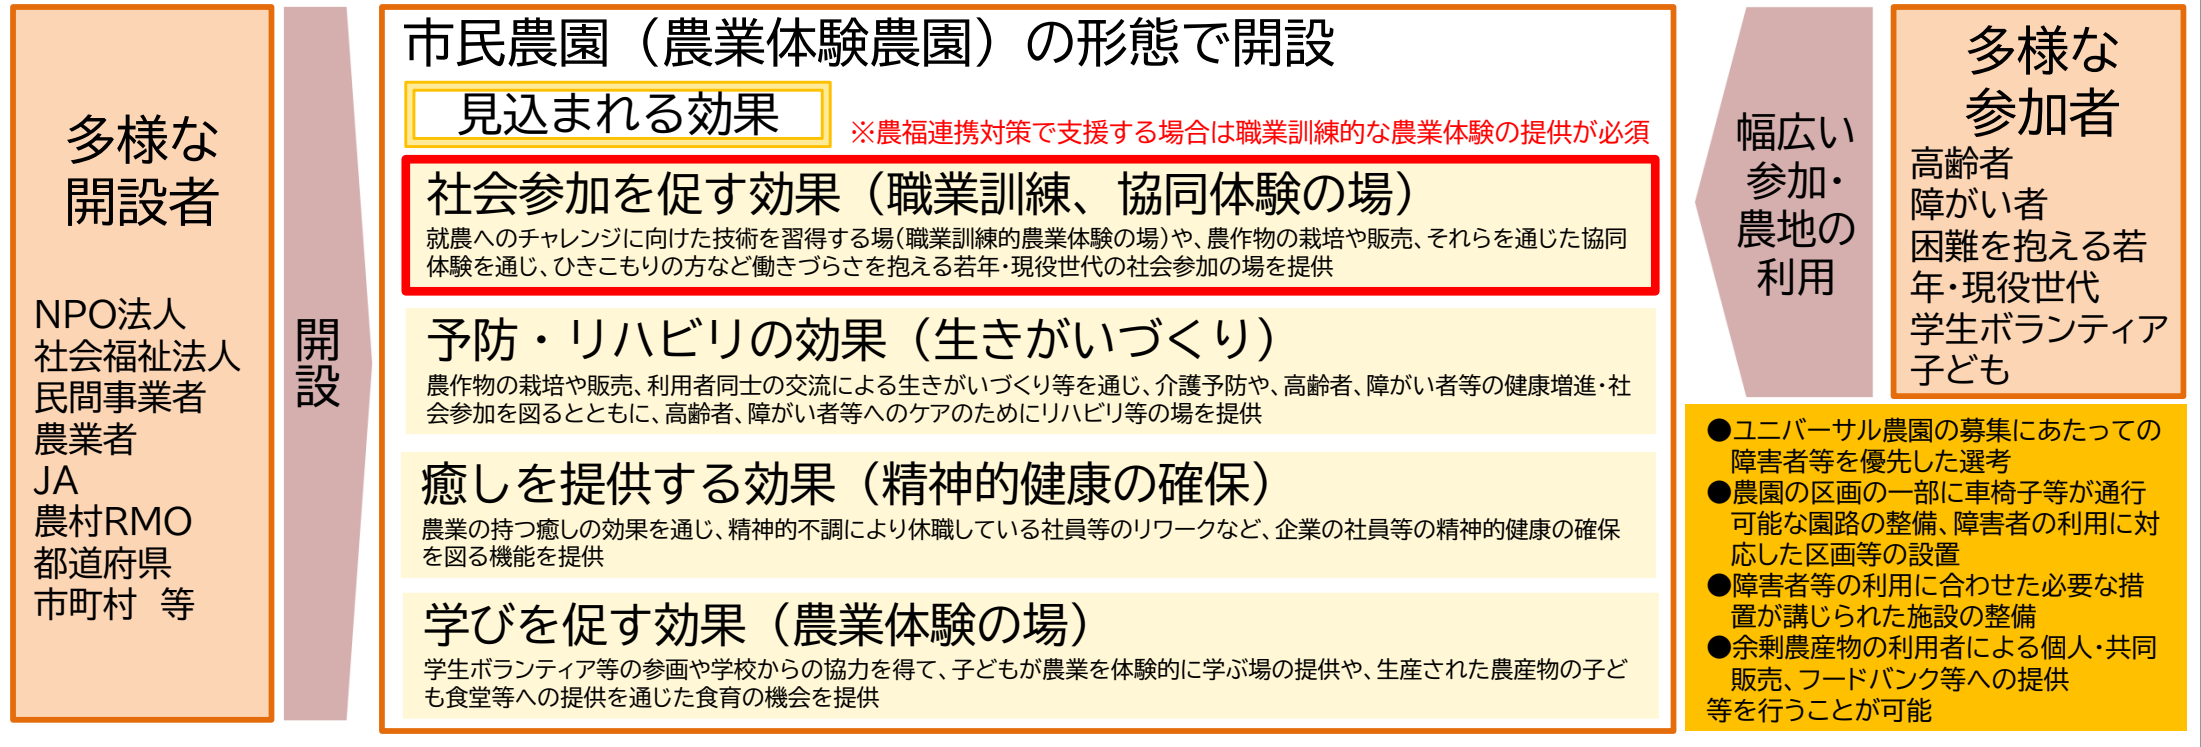 多様な
開設者
NPO法人
社会福祉法人
民間事業者
農業者
JA
農村RMO
都道府県
市町村　等
開設
市民農園（農業体験農園）の形態で開設
見込まれる効果
※農福連携対策で支援する場合は職業訓練的な農業体験の提供が必須
社会参加を促す効果（職業訓練、協同体験の場）
就農へのチャレンジに向けた技術を習得する場（職業訓練的農業体験の場）や、農作物の栽培や販売、それらを通じた協同
体験を通じ、ひきこもりの方など働きづらさを抱える若年・現役世代の社会参加の場を提供
予防・リハビリの効果（生きがいづくり）
農作物の栽培や販売、利用者同士の交流による生きがいづくり等を通じ、介護予防や、高齢者、障がい者等の健康増進・社
会参加を図るとともに、高齢者、障がい者等へのケアのためにリハビリ等の場を提供
癒しを提供する効果（精神的健康の確保）
農業の持つ癒しの効果を通じ、精神的不調により休職している社員等のリワークなど、企業の社員等の精神的健康の確保
を図る機能を提供
学びを促す効果（農業体験の場）
学生ボランティア等の参画や学校からの協力を得て、子どもが農業を体験的に学ぶ場の提供や、生産された農産物の子ど
も食堂等への提供を通じた食育の機会を提供
幅広い
参加・
農地の
利用
多様な
参加者
高齢者
障がい者
困難を抱える若
年・現役世代
学生ボランティア
子ども
●ユニバーサル農園の募集にあたっての
障害者等を優先した選考
●農園の区画の一部に車椅子等が通行
可能な園路の整備、障害者の利用に対
応した区画等の設置
●障害者等の利用に合わせた必要な措
置が講じられた施設の整備
●余剰農産物の利用者による個人・共同
販売、フードバンク等への提供
等を行うことが可能